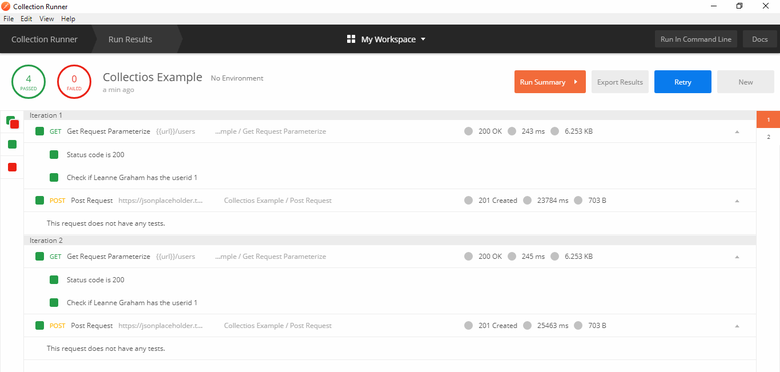 Collection Runner
File Edit View Help
Collection Runner Run Results My Workspace Run In Command Line Docs
4 PASSED 0 FAILED Collectios Example No Environment Run Summary Export Results Retry New
a min ago
Iteration 1
1
GET Get Request Parameterize {{url}}/users ...mple / Get Request Parameterize 200 OK 243 ms 6.253 KB
2
Status code is 200
Check if Leanne Graham has the userid 1
POST Post Request https://jsonplaceholder.t... Collectios Example / Post Request 201 Created 23784 ms 703 B
This request does not have any tests.
Iteration 2
GET Get Request Parameterize {{url}}/users ...mple / Get Request Parameterize 200 OK 245 ms 6.253 KB
Status code is 200
Check if Leanne Graham has the userid 1
POST Post Request https://jsonplaceholder.t... Collectios Example / Post Request 201 Created 25463 ms 703 B
This request does not have any tests.